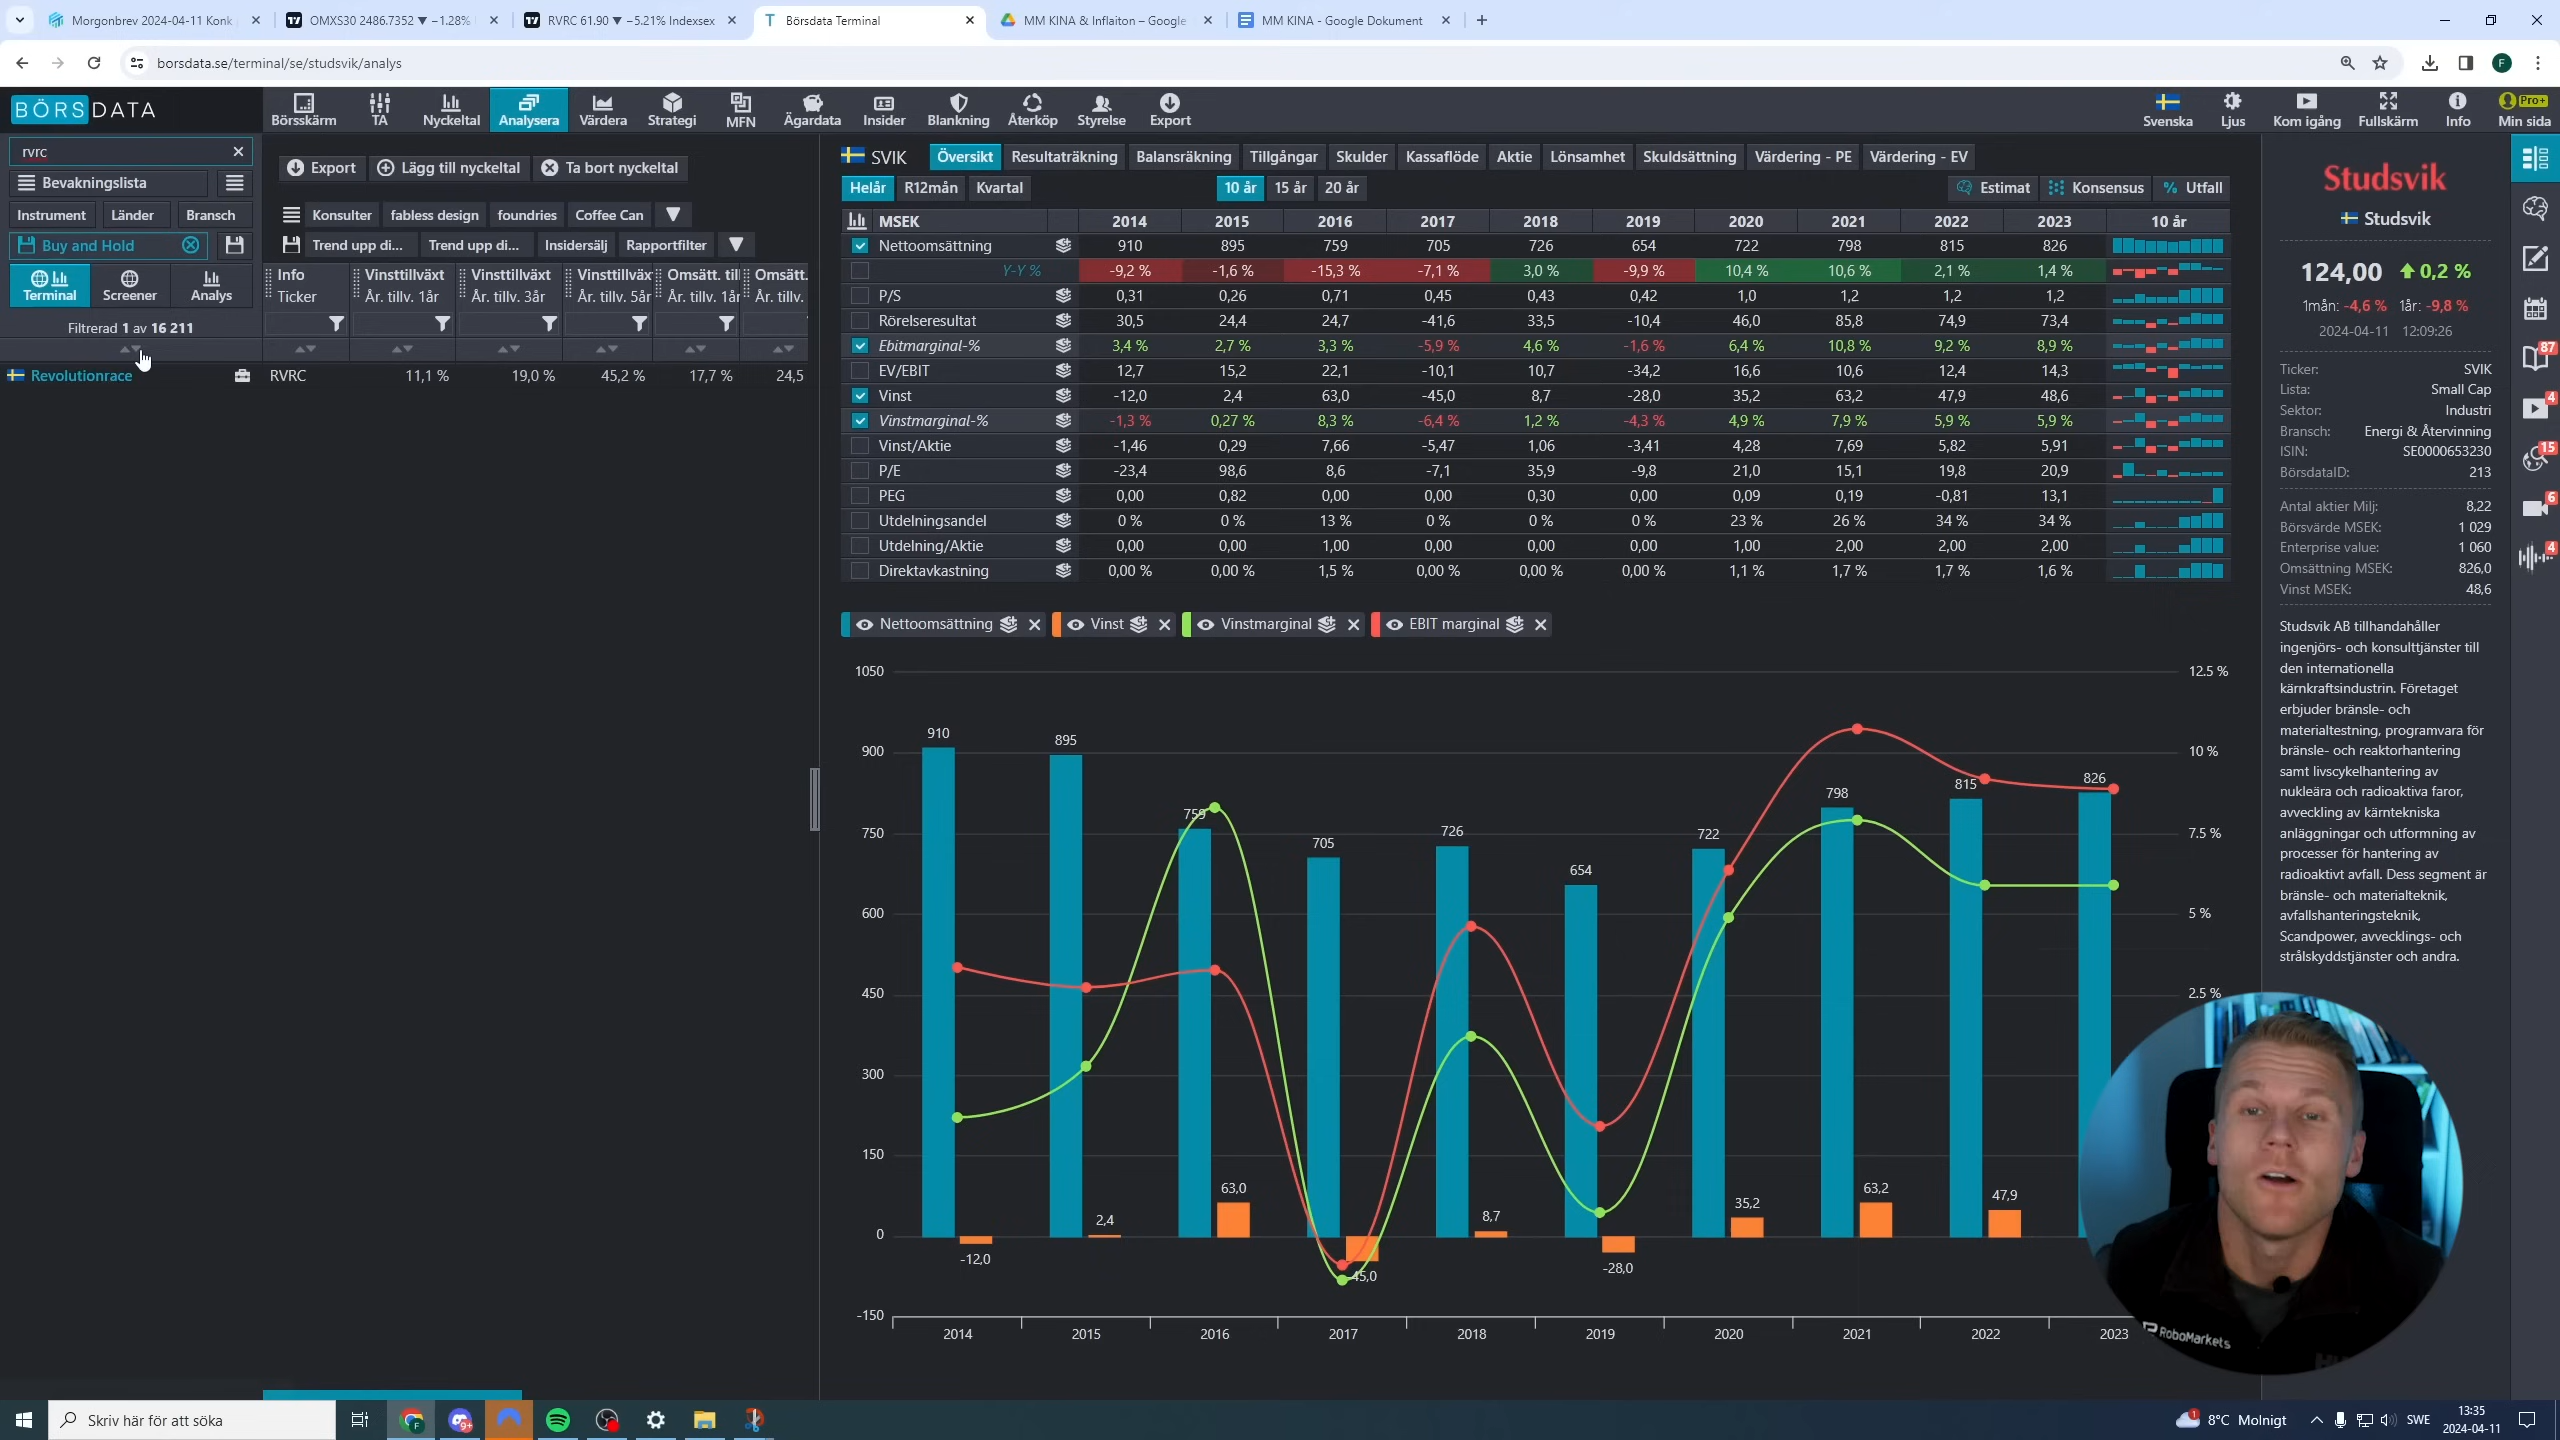 Morgonbrev 2024-04-11 Konk
OMXS30 2486.7352 ▼ −1.28%
RVRC 61.90 ▼ −5.21% Indexsex
Börsdata Terminal
MM KINA & Inflaiton – Google
MM KINA - Google Dokument
borsdata.se/terminal/se/studsvik/analys
BÖRSDATA
Börsskärm
TA
Nyckeltal
Analysera
Värdera
Strategi
MFN
Ägardata
Insider
Blankning
Återköp
Styrelse
Export
Svenska
Ljus
Kom igång
Fullskärm
Info
Pro+
Min sida
rvrc
Bevakningslista
Instrument Länder Bransch
Buy and Hold
Terminal Screener Analys
Filtrerad 1 av 16 211
Export Lägg till nyckeltal Ta bort nyckeltal
Konsulter fabless design foundries Coffee Can
Trend upp di... Trend upp di... Insidersälj Rapportfilter
Info Vinsttillväxt Vinsttillväxt Vinsttillväx Omsätt. til Omsätt.
Ticker År. tillv. 1år År. tillv. 3år År. tillv. 5år År. tillv. 1år År. tillv.
Revolutionrace RVRC 11,1 % 19,0 % 45,2 % 17,7 % 24,5
SVIK Översikt Resultaträkning Balansräkning Tillgångar Skulder Kassaflöde Aktie Lönsamhet Skuldsättning Värdering - PE Värdering - EV
Helår R12mån Kvartal 10 år 15 år 20 år Estimat Konsensus % Utfall
MSEK 2014 2015 2016 2017 2018 2019 2020 2021 2022 2023 10 år
Nettoomsättning 910 895 759 705 726 654 722 798 815 826
Y-Y % -9,2 % -1,6 % -15,3 % -7,1 % 3,0 % -9,9 % 10,4 % 10,6 % 2,1 % 1,4 %
P/S 0,31 0,26 0,71 0,45 0,43 0,42 1,0 1,2 1,2 1,2
Rörelseresultat 30,5 24,4 24,7 -41,6 33,5 -10,4 46,0 85,8 74,9 73,4
Ebitmarginal-% 3,4 % 2,7 % 3,3 % -5,9 % 4,6 % -1,6 % 6,4 % 10,8 % 9,2 % 8,9 %
EV/EBIT 12,7 15,2 22,1 -10,1 10,7 -34,2 16,6 10,6 12,4 14,3
Vinst -12,0 2,4 63,0 -45,0 8,7 -28,0 35,2 63,2 47,9 48,6
Vinstmarginal-% -1,3 % 0,27 % 8,3 % -6,4 % 1,2 % -4,3 % 4,9 % 7,9 % 5,9 % 5,9 %
Vinst/Aktie -1,46 0,29 7,66 -5,47 1,06 -3,41 4,28 7,69 5,82 5,91
P/E -23,4 98,6 8,6 -7,1 35,9 -9,8 21,0 15,1 19,8 20,9
PEG 0,00 0,82 0,00 0,00 0,30 0,00 0,09 0,19 -0,81 13,1
Utdelningsandel 0 % 0 % 13 % 0 % 0 % 0 % 23 % 26 % 34 % 34 %
Utdelning/Aktie 0,00 0,00 1,00 0,00 0,00 0,00 1,00 2,00 2,00 2,00
Direktavkastning 0,00 % 0,00 % 1,5 % 0,00 % 0,00 % 0,00 % 1,1 % 1,7 % 1,7 % 1,6 %
Nettoomsättning Vinst Vinstmarginal EBIT marginal
1050 12.5 %
900 10 %
750 7.5 %
600 5 %
450 2.5 %
300
150
0
-150
910 895 759 705 726 654 722 798 815 826
-12,0 2,4 63,0 -45,0 8,7 -28,0 35,2 63,2 47,9
2014 2015 2016 2017 2018 2019 2020 2021 2022 2023
Studsvik
Studsvik
124,00 0,2 %
1mån: -4,6 % 1år: -9,8 %
2024-04-11 12:09:26
Ticker: SVIK
Lista: Small Cap
Sektor: Industri
Bransch: Energi & Återvinning
ISIN: SE0000653230
BörsdataID: 213
Antal aktier Milj: 8,22
Börsvärde MSEK: 1 029
Enterprise value: 1 060
Omsättning MSEK: 826,0
Vinst MSEK: 48,6
Studsvik AB tillhandahåller
ingenjörs- och konsulttjänster till
den internationella
kärnkraftsindustrin. Företaget
erbjuder bränsle- och
materialtestning, programvara för
bränsle- och reaktorhantering
samt livscykelhantering av
nukleära och radioaktiva faror,
avveckling av kärntekniska
anläggningar och utformning av
processer för hantering av
radioaktivt avfall. Dess segment är
bränsle- och materialteknik,
avfallshanteringsteknik,
Scandpower, avvecklings- och
strålskyddstjänster och andra.
87
4
15
6
4
RoboMarkets
Skriv här för att söka
9+
1
8°C Molnigt
SWE
13:35
2024-04-11